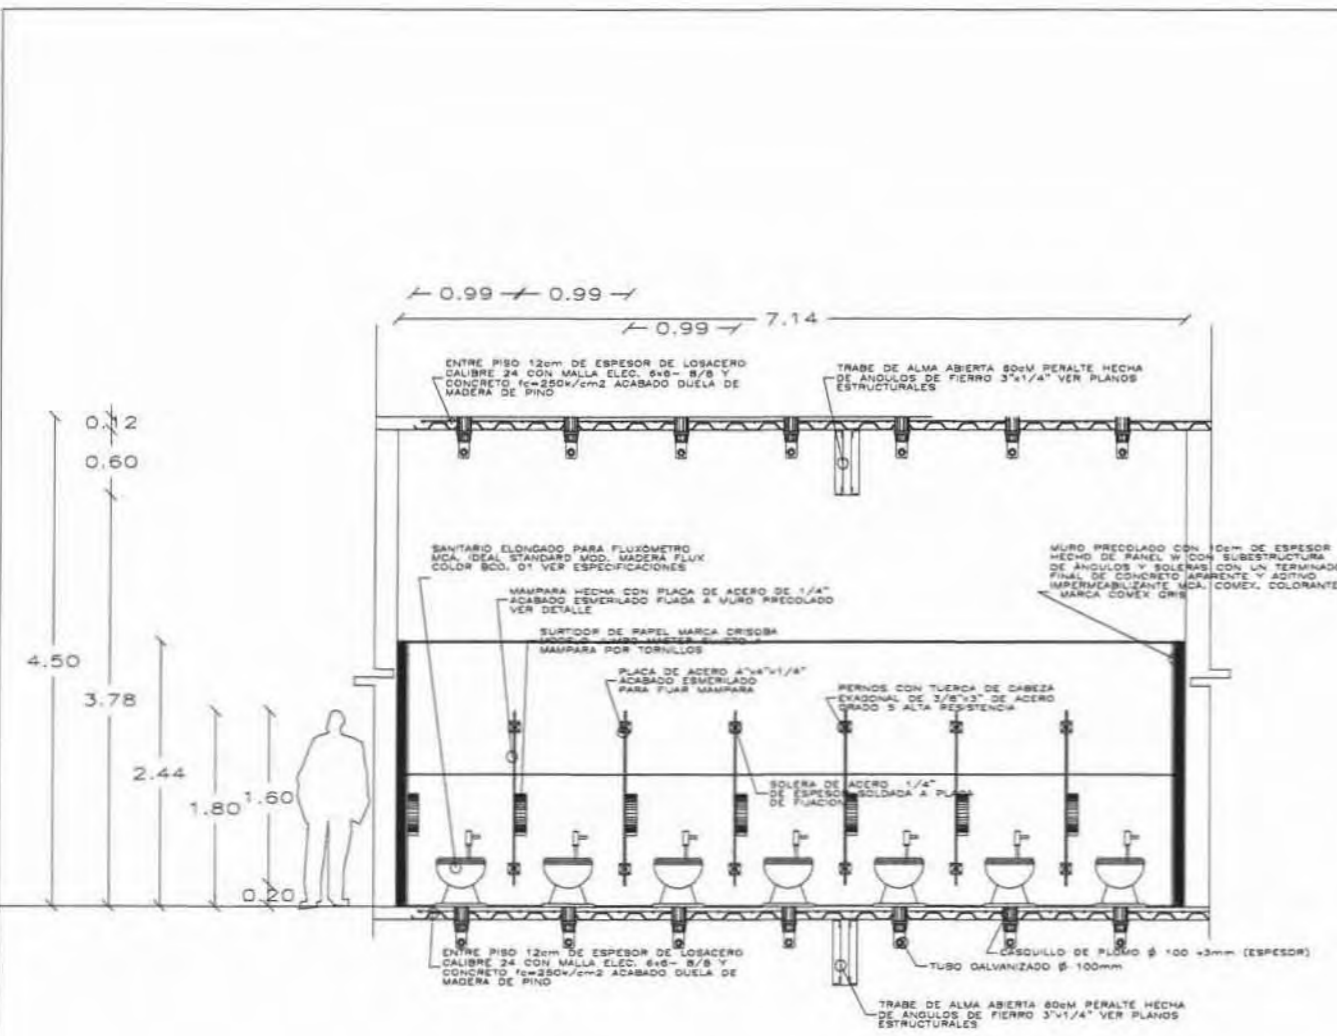 0.99 0.99
0.99
7.14
ENTRE PISO 12cm DE ESPESOR DE LOSACERO
CALIBRE 24 CON MALLA ELEC. 6x6- 8/8 Y
CONCRETO fc=250k/cm2 ACABADO DUELA DE
MADERA DE PINO
TRABE DE ALMA ABIERTA 60cM PERALTE HECHA
DE ANGULOS DE FIERRO 3"x1/4" VER PLANOS
ESTRUCTURALES
0.12
0.60
SANITARIO ELONGADO PARA FLUXOMETRO
MCA. IDEAL STANDARD MOD. MADERA FLUX
COLOR BCO. 01 VER ESPECIFICACIONES
MURO PRECOLADO CON 10cm DE ESPESOR
HECHO DE PANEL W CON SUBESTRUCTURA
DE ÁNGULOS Y SOLERAS CON UN TERMINADO
FINAL DE CONCRETO APARENTE Y ADITIVO
IMPERMEABILIZANTE MCA. COMEX. COLORANTE
MARCA COMEX GRIS
MAMPARA HECHA CON PLACA DE ACERO DE 1/4"
ACABADO ESMERILADO FIJADA A MURO PRECOLADO
VER DETALLE
SURTIDOR DE PAPEL MARCA CRISOBA
MODELO JUMBO MASTER SUJETO A
MAMPARA POR TORNILLOS
PLACA DE ACERO 4"x4"x1/4"
ACABADO ESMERILADO
PARA FIJAR MAMPARA
PERNOS CON TUERCA DE CABEZA
EXAGONAL DE 3/8"x3" DE ACERO
GRADO 5 ALTA RESISTENCIA
4.50
3.78
2.44
1.80
1.60
0.20
SOLERA DE ACERO 1/4"
DE ESPESOR SOLDADA A PLACA
DE FIJACION
ENTRE PISO 12cm DE ESPESOR DE LOSACERO
CALIBRE 24 CON MALLA ELEC. 6x6- 8/8 Y
CONCRETO fc=250k/cm2 ACABADO DUELA DE
MADERA DE PINO
CASQUILLO DE PLOMO Ø 100 x3mm (ESPESOR)
TUBO GALVANIZADO Ø 100mm
TRABE DE ALMA ABIERTA 60cM PERALTE HECHA
DE ANGULOS DE FIERRO 3"x1/4" VER PLANOS
ESTRUCTURALES